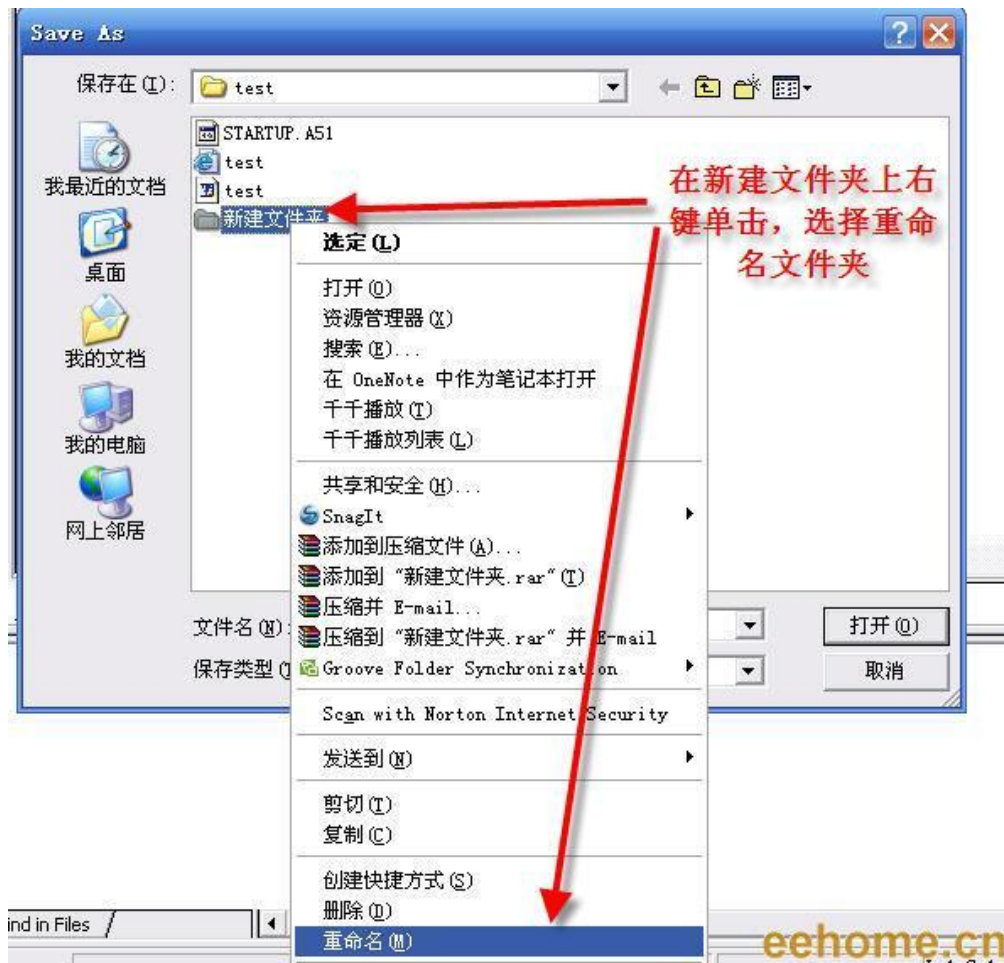 Save As
保存在(I):
test
STARTUP.A51
test
test
新建文件夹
我最近的文档
桌面
我的文档
我的电脑
网上邻居
在新建文件夹上右
键单击，选择重命
名文件夹
选定(L)
打开(O)
资源管理器(X)
搜索(E)...
在 OneNote 中作为笔记本打开
千千播放(T)
千千播放列表(L)
共享和安全(H)...
SnagIt
添加到压缩文件(A)...
添加到 "新建文件夹.rar"(T)
压缩并 E-mail...
压缩到 "新建文件夹.rar" 并 E-mail
Groove Folder Synchronization
Scan with Norton Internet Security
发送到(N)
剪切(T)
复制(C)
创建快捷方式(S)
删除(D)
重命名(M)
文件名(N):
打开(O)
保存类型(T
取消
ind in Files
eehome.cn